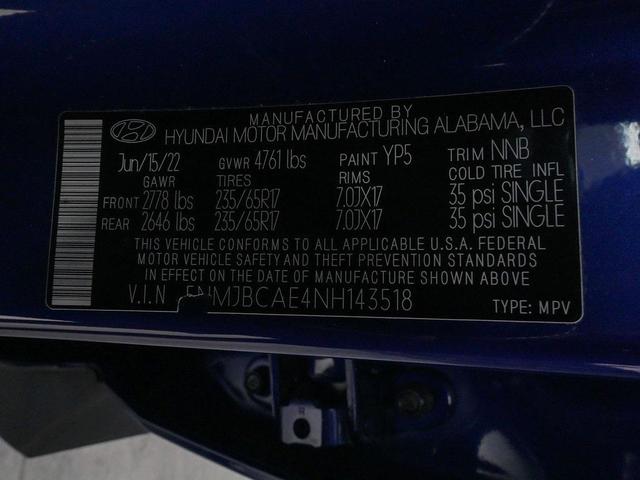 MANUFACTURED BY
HYUNDAI MOTOR MANUFACTURING ALABAMA, LLC
Jun/15/22 GVWR 4761 lbs PAINT YP5 TRIM NNB
GAWR TIRES RIMS COLD TIRE INFL
FRONT 2778 lbs 235/65R17 7.0JX17 35 psi SINGLE
REAR 2646 lbs 235/65R17 7.0JX17 35 psi SINGLE
THIS VEHICLE CONFORMS TO ALL APPLICABLE U.S.A. FEDERAL
MOTOR VEHICLE SAFETY AND THEFT PREVENTION STANDARDS
IN EFFECT ON THE DATE OF MANUFACTURE SHOWN ABOVE
V.I.N 5NMJBCAE4NH143518 TYPE: MPV